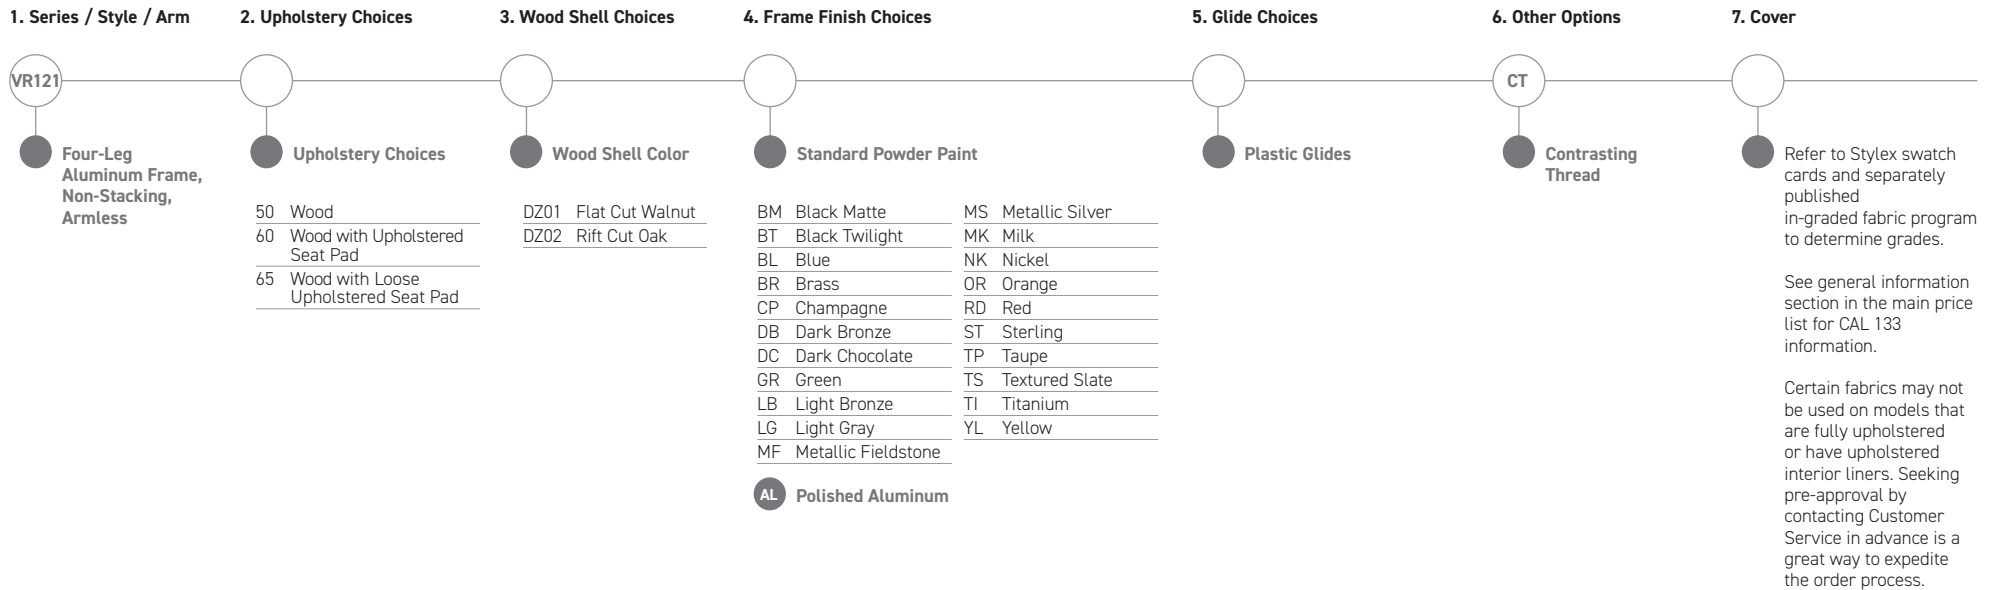 1. Series / Style / Arm
2. Upholstery Choices
3. Wood Shell Choices
4. Frame Finish Choices
5. Glide Choices
6. Other Options
7. Cover
VR121
CT
Four-Leg
Aluminum Frame,
Non-Stacking,
Armless
Upholstery Choices
50 Wood
60 Wood with Upholstered
Seat Pad
65 Wood with Loose
Upholstered Seat Pad
Wood Shell Color
DZ01 Flat Cut Walnut
DZ02 Rift Cut Oak
Standard Powder Paint
BM Black Matte
BT Black Twilight
BL Blue
BR Brass
CP Champagne
DB Dark Bronze
DC Dark Chocolate
GR Green
LB Light Bronze
LG Light Gray
MF Metallic Fieldstone
MS Metallic Silver
MK Milk
NK Nickel
OR Orange
RD Red
ST Sterling
TP Taupe
TS Textured Slate
TI Titanium
YL Yellow
AL Polished Aluminum
Plastic Glides
Contrasting
Thread
Refer to Stylex swatch
cards and separately
published
in-graded fabric program
to determine grades.
See general information
section in the main price
list for CAL 133
information.
Certain fabrics may not
be used on models that
are fully upholstered
or have upholstered
interior liners. Seeking
pre-approval by
contacting Customer
Service in advance is a
great way to expedite
the order process.